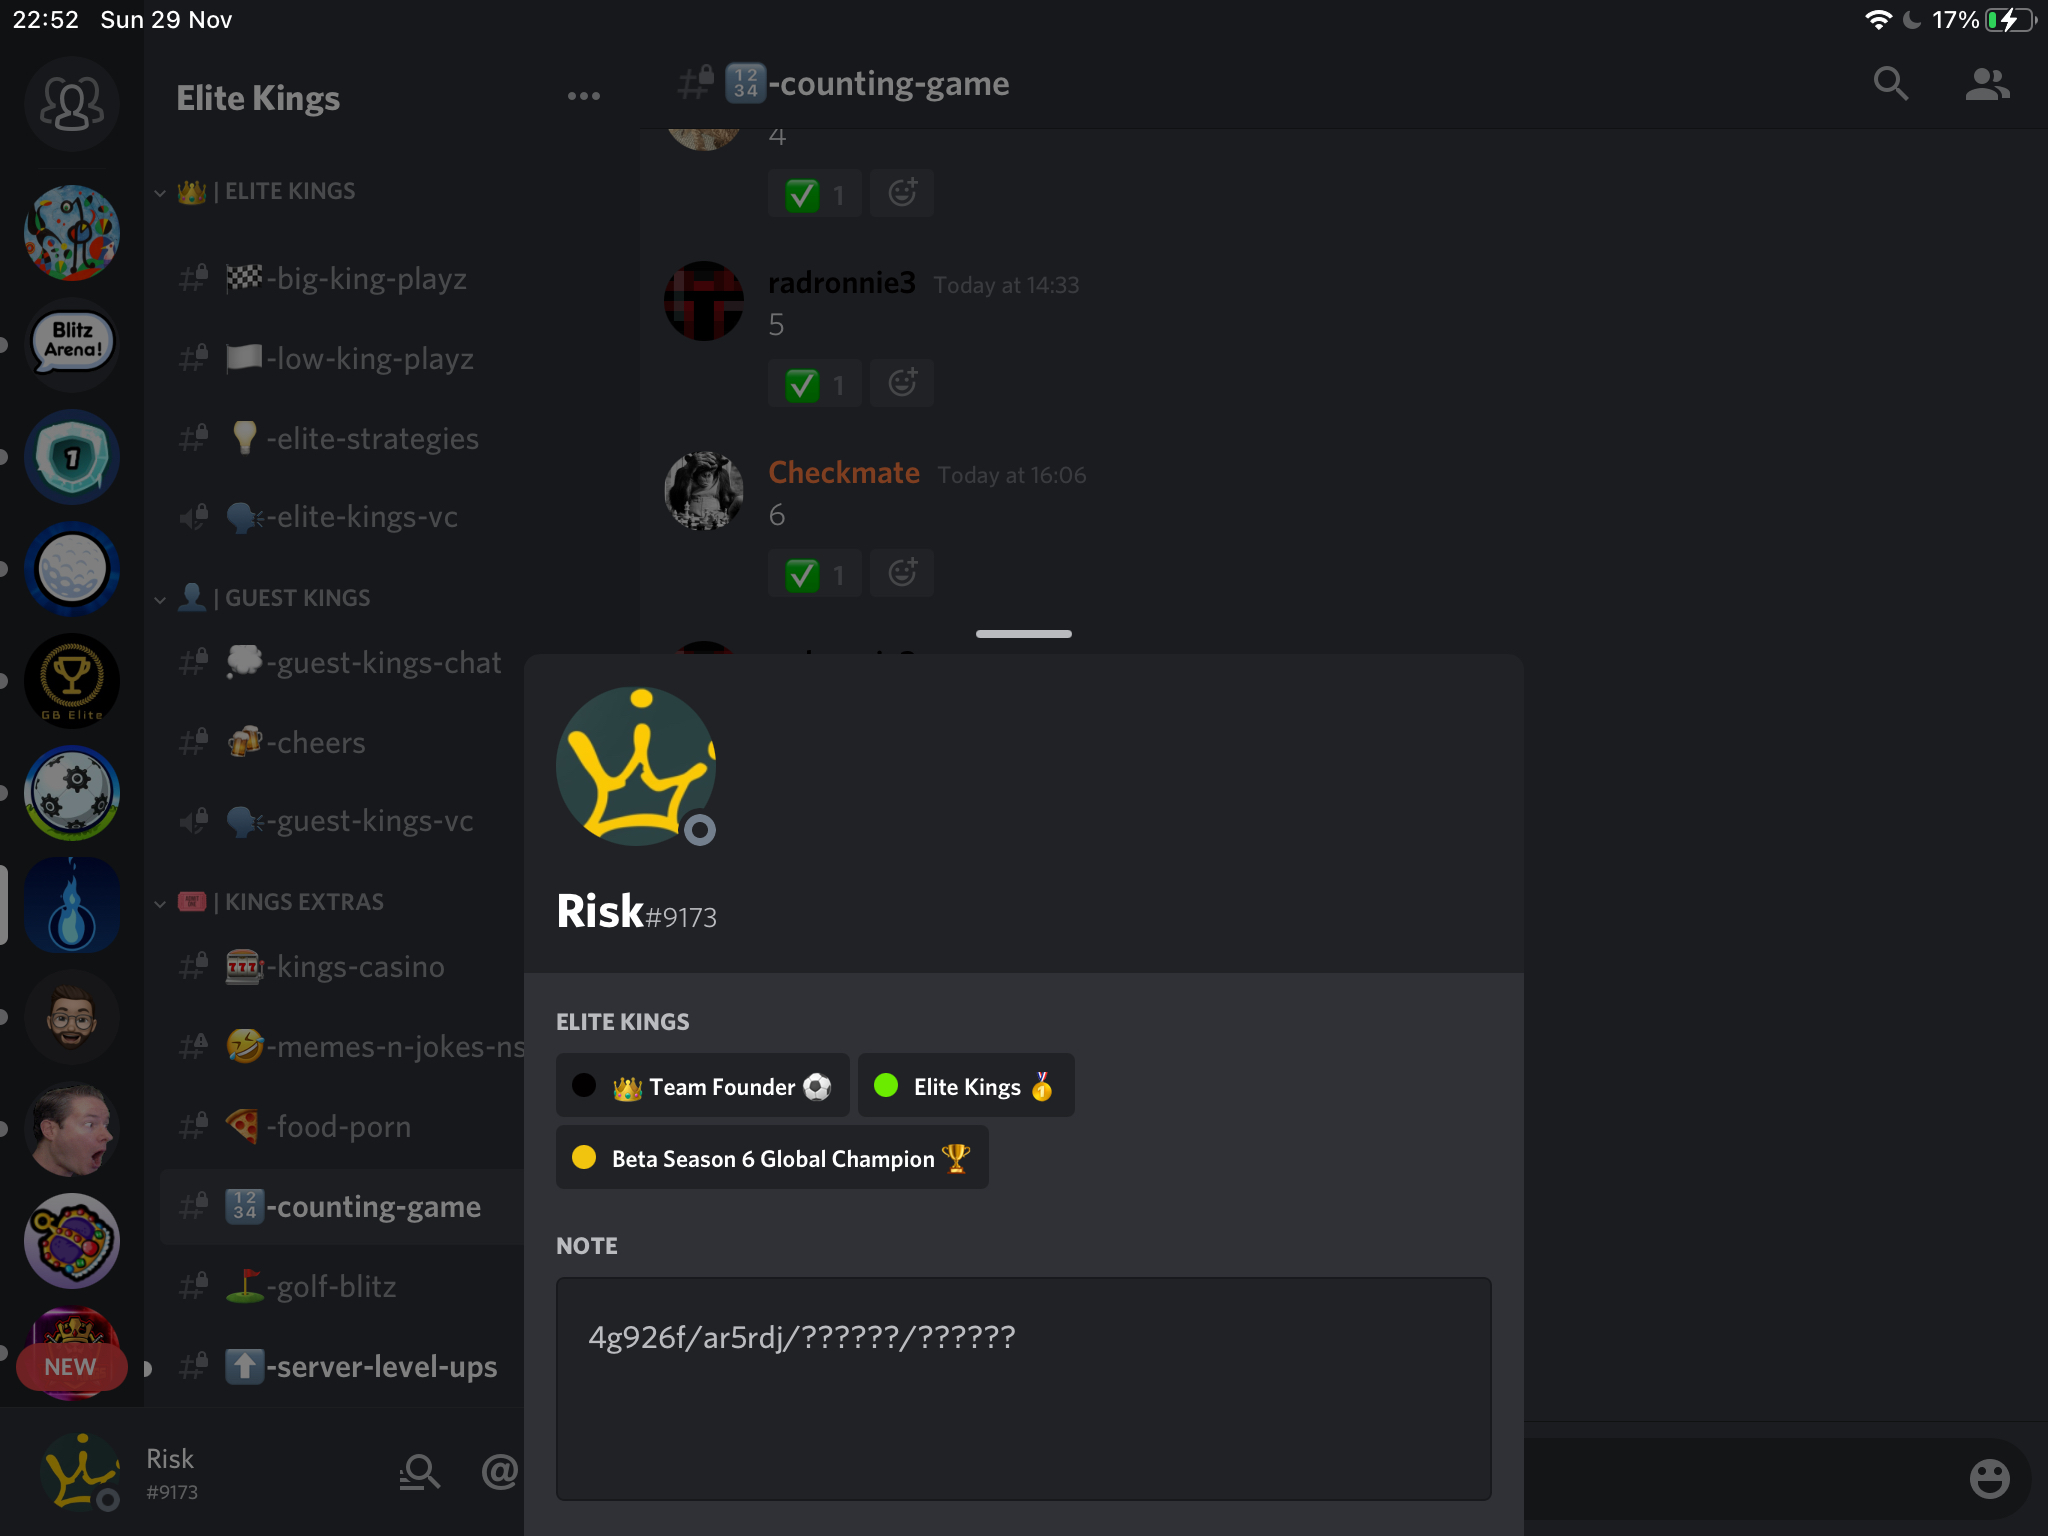 22:52 Sun 29 Nov
17%
Elite Kings
-counting-game
| ELITE KINGS
-big-king-playz
-low-king-playz
-elite-strategies
-elite-kings-vc
| GUEST KINGS
-guest-kings-chat
-cheers
-guest-kings-vc
| KINGS EXTRAS
-kings-casino
-memes-n-jokes-ns
-food-porn
-counting-game
-golf-blitz
-server-level-ups
Blitz
Arena!
1
GB Elite
NEW
Risk
#9173
4
1
radronnie3 Today at 14:33
5
1
Checkmate Today at 16:06
6
1
Risk#9173
ELITE KINGS
Team Founder
Elite Kings
Beta Season 6 Global Champion
NOTE
4g926f/ar5rdj/??????/??????